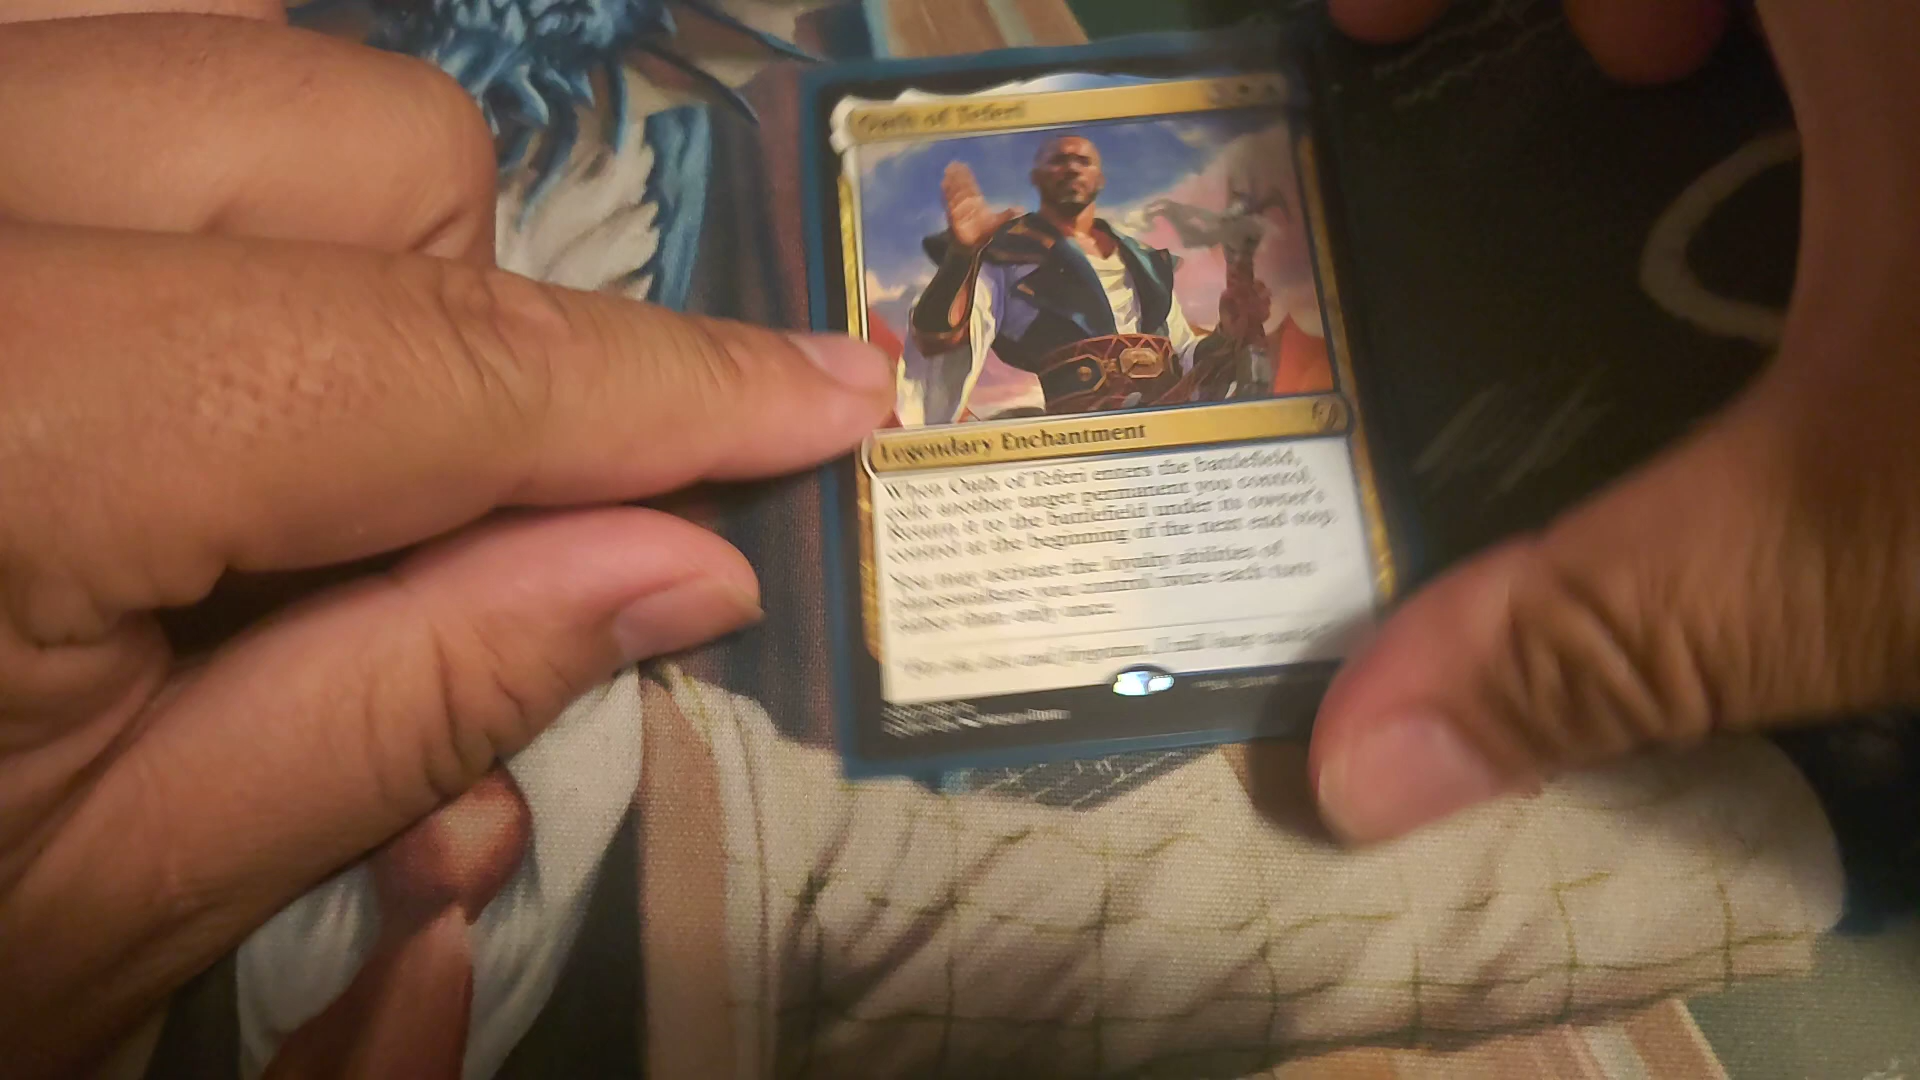 Oath of Teferi
Legendary Enchantment
When Oath of Teferi enters the battlefield,
exile another target permanent you control.
Return it to the battlefield under its owner's
control at the beginning of the next end step.
You may activate the loyalty abilities of
planeswalkers you control twice each turn
rather than only once.